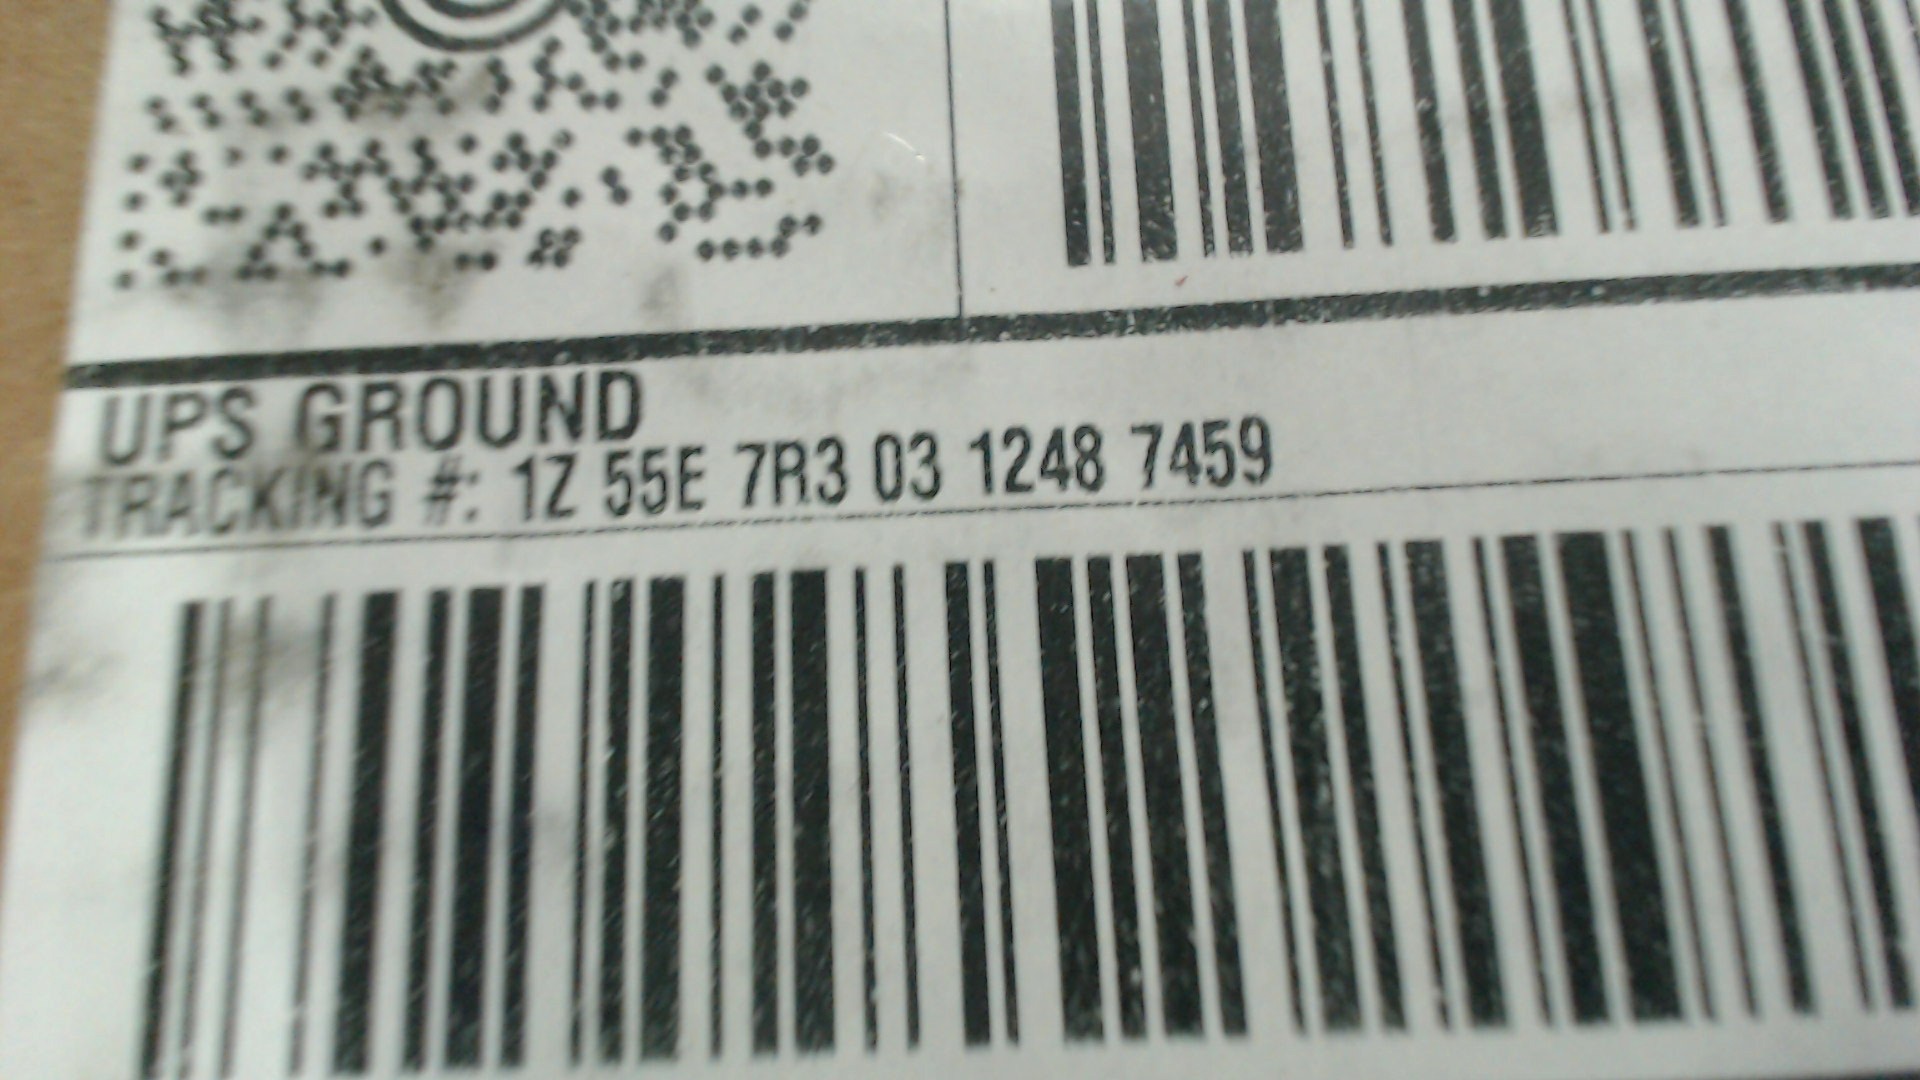 UPS GROUND
TRACKING #: 1Z 55E 7R3 03 1248 7459